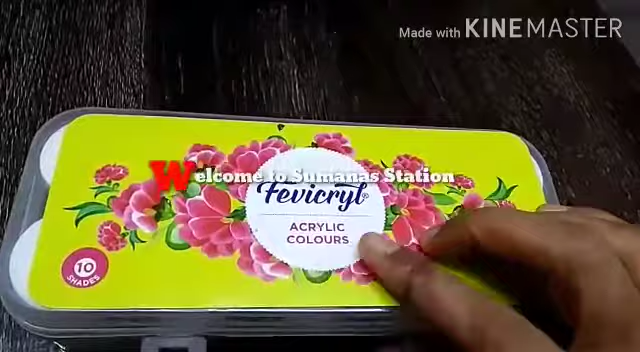 Made with KINEMASTER
Welcome to Sumanas Station
Fevicryl®
ACRYLIC
COLOURS
10
SHADES